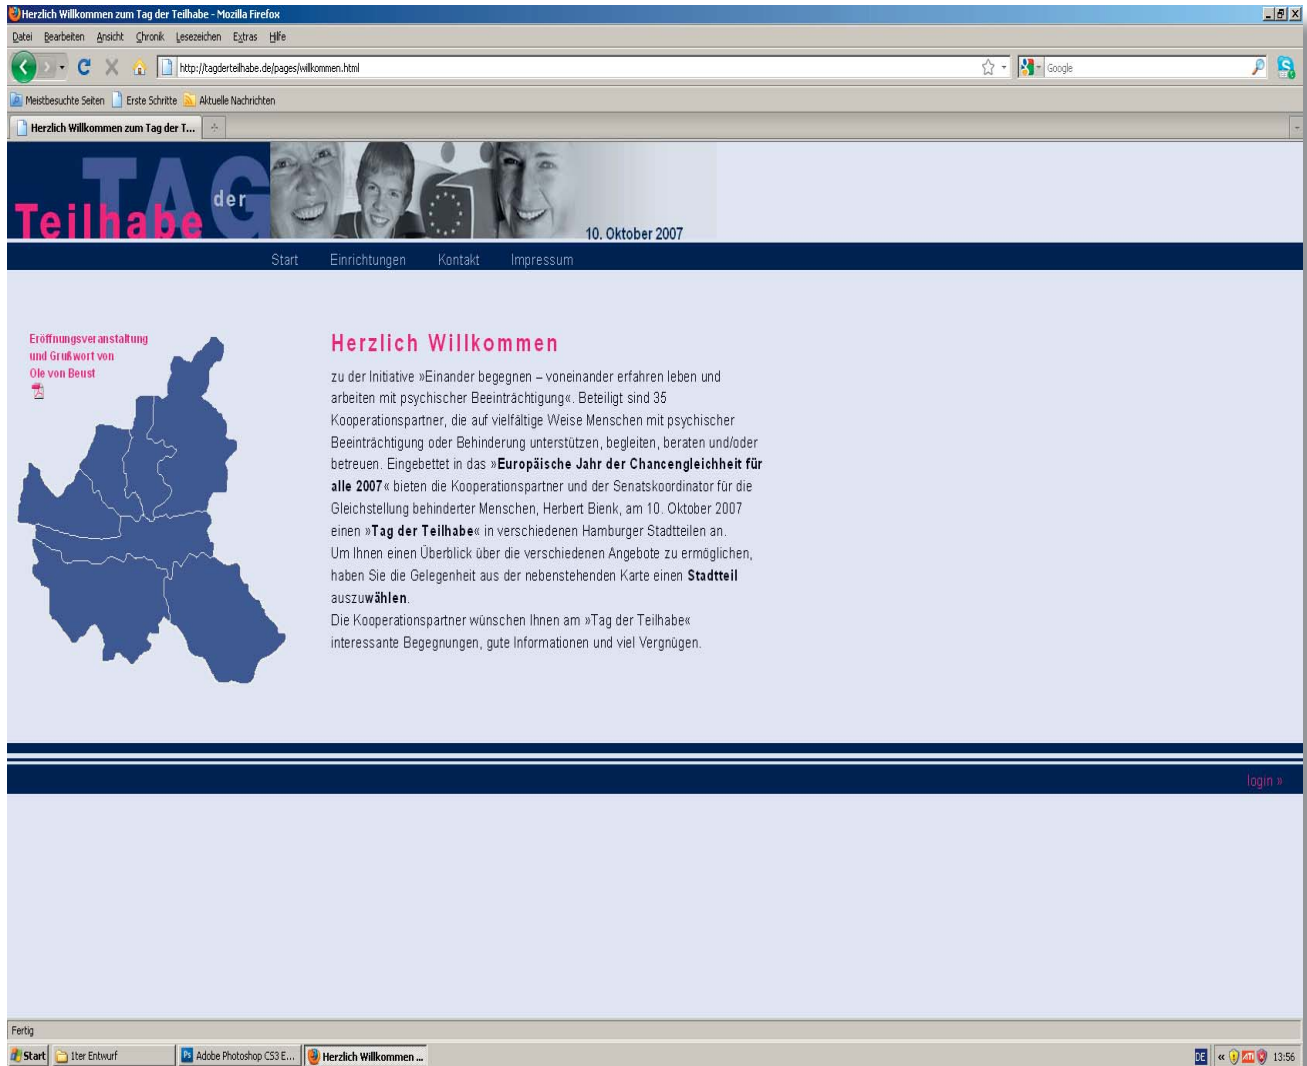 Herzlich Willkommen zum Tag der Teilhabe - Mozilla Firefox
Datei Bearbeiten Ansicht Chronik Lesezeichen Extras Hilfe
http://tagderteilhabe.de/pages/willkommen.html
Google
Meistbesuchte Seiten Erste Schritte Aktuelle Nachrichten
Herzlich Willkommen zum Tag der T...
TAG der
Teilhabe
10. Oktober 2007
Start Einrichtungen Kontakt Impressum
Eröffnungsveranstaltung
und Grußwort von
Ole von Beust
Herzlich Willkommen
zu der Initiative »Einander begegnen – voneinander erfahren leben und
arbeiten mit psychischer Beeinträchtigung«. Beteiligt sind 35
Kooperationspartner, die auf vielfältige Weise Menschen mit psychischer
Beeinträchtigung oder Behinderung unterstützen, begleiten, beraten und/oder
betreuen. Eingebettet in das »Europäische Jahr der Chancengleichheit für
alle 2007« bieten die Kooperationspartner und der Senatskoordinator für die
Gleichstellung behinderter Menschen, Herbert Bienk, am 10. Oktober 2007
einen »Tag der Teilhabe« in verschiedenen Hamburger Stadtteilen an.
Um Ihnen einen Überblick über die verschiedenen Angebote zu ermöglichen,
haben Sie die Gelegenheit aus der nebenstehenden Karte einen Stadtteil
auszuwählen.
Die Kooperationspartner wünschen Ihnen am »Tag der Teilhabe«
interessante Begegnungen, gute Informationen und viel Vergnügen.
login »
Fertig
Start 1ter Entwurf Adobe Photoshop CS3 E... Herzlich Willkommen ... DE « 13:56